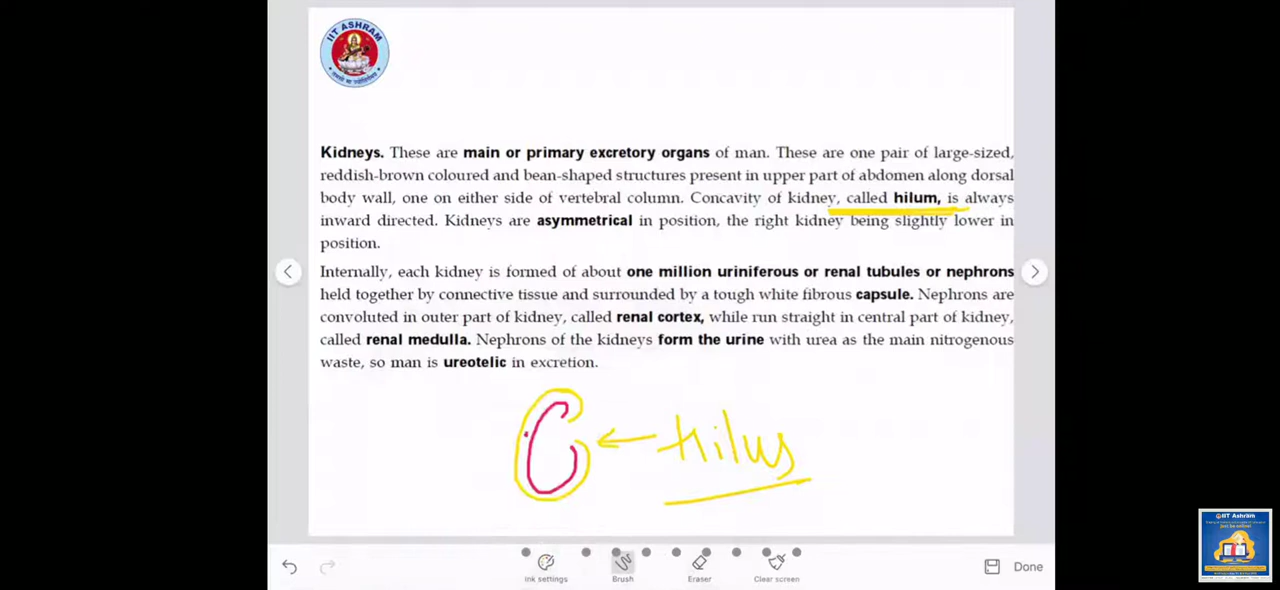 IIT ASHRAM
Kidneys. These are main or primary excretory organs of man. These are one pair of large-sized,
reddish-brown coloured and bean-shaped structures present in upper part of abdomen along dorsal
body wall, one on either side of vertebral column. Concavity of kidney, called hilum, is always
inward directed. Kidneys are asymmetrical in position, the right kidney being slightly lower in
position.
Internally, each kidney is formed of about one million uriniferous or renal tubules or nephrons
held together by connective tissue and surrounded by a tough white fibrous capsule. Nephrons are
convoluted in outer part of kidney, called renal cortex, while run straight in central part of kidney,
called renal medulla. Nephrons of the kidneys form the urine with urea as the main nitrogenous
waste, so man is ureotelic in excretion.
Hilus
Ink settings
Brush
Eraser
Clear screen
Done
IIT Ashram